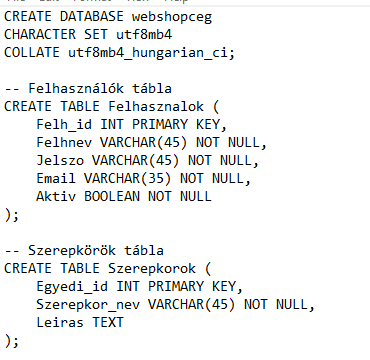 CREATE DATABASE webshopceg
CHARACTER SET utf8mb4
COLLATE utf8mb4_hungarian_ci;

-- Felhasználók tábla
CREATE TABLE Felhasznalok (
    Felh_id INT PRIMARY KEY,
    Felhnev VARCHAR(45) NOT NULL,
    Jelszo VARCHAR(45) NOT NULL,
    Email VARCHAR(35) NOT NULL,
    Aktiv BOOLEAN NOT NULL
);

-- Szerepkörök tábla
CREATE TABLE Szerepkorok (
    Egyedi_id INT PRIMARY KEY,
    Szerepkor_nev VARCHAR(45) NOT NULL,
    Leiras TEXT
);